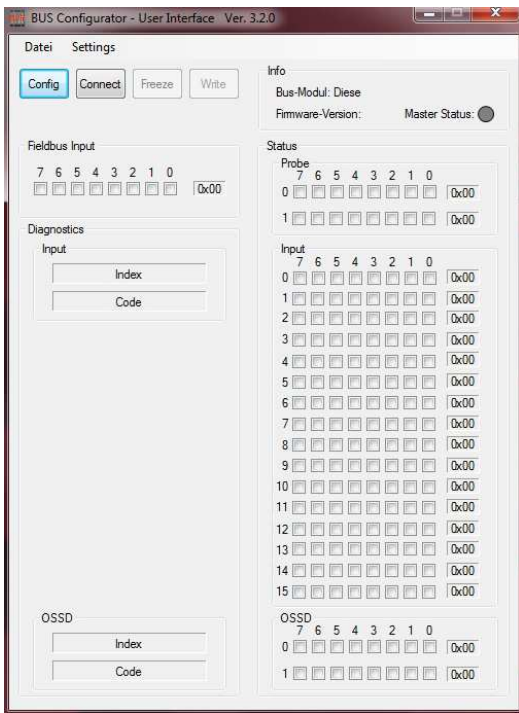 BUS Configurator - User Interface Ver. 3.2.0
Datei Settings
Config Connect Freeze Write
Info
Bus-Modul: Diese
Firmware-Version: Master Status:
Fieldbus Input
7 6 5 4 3 2 1 0
0x00
Diagnostics
Input
Index
Code
OSSD
Index
Code
Status
Probe
7 6 5 4 3 2 1 0
0 0x00
1 0x00
Input
7 6 5 4 3 2 1 0
0 0x00
1 0x00
2 0x00
3 0x00
4 0x00
5 0x00
6 0x00
7 0x00
8 0x00
9 0x00
10 0x00
11 0x00
12 0x00
13 0x00
14 0x00
15 0x00
OSSD
7 6 5 4 3 2 1 0
0 0x00
1 0x00